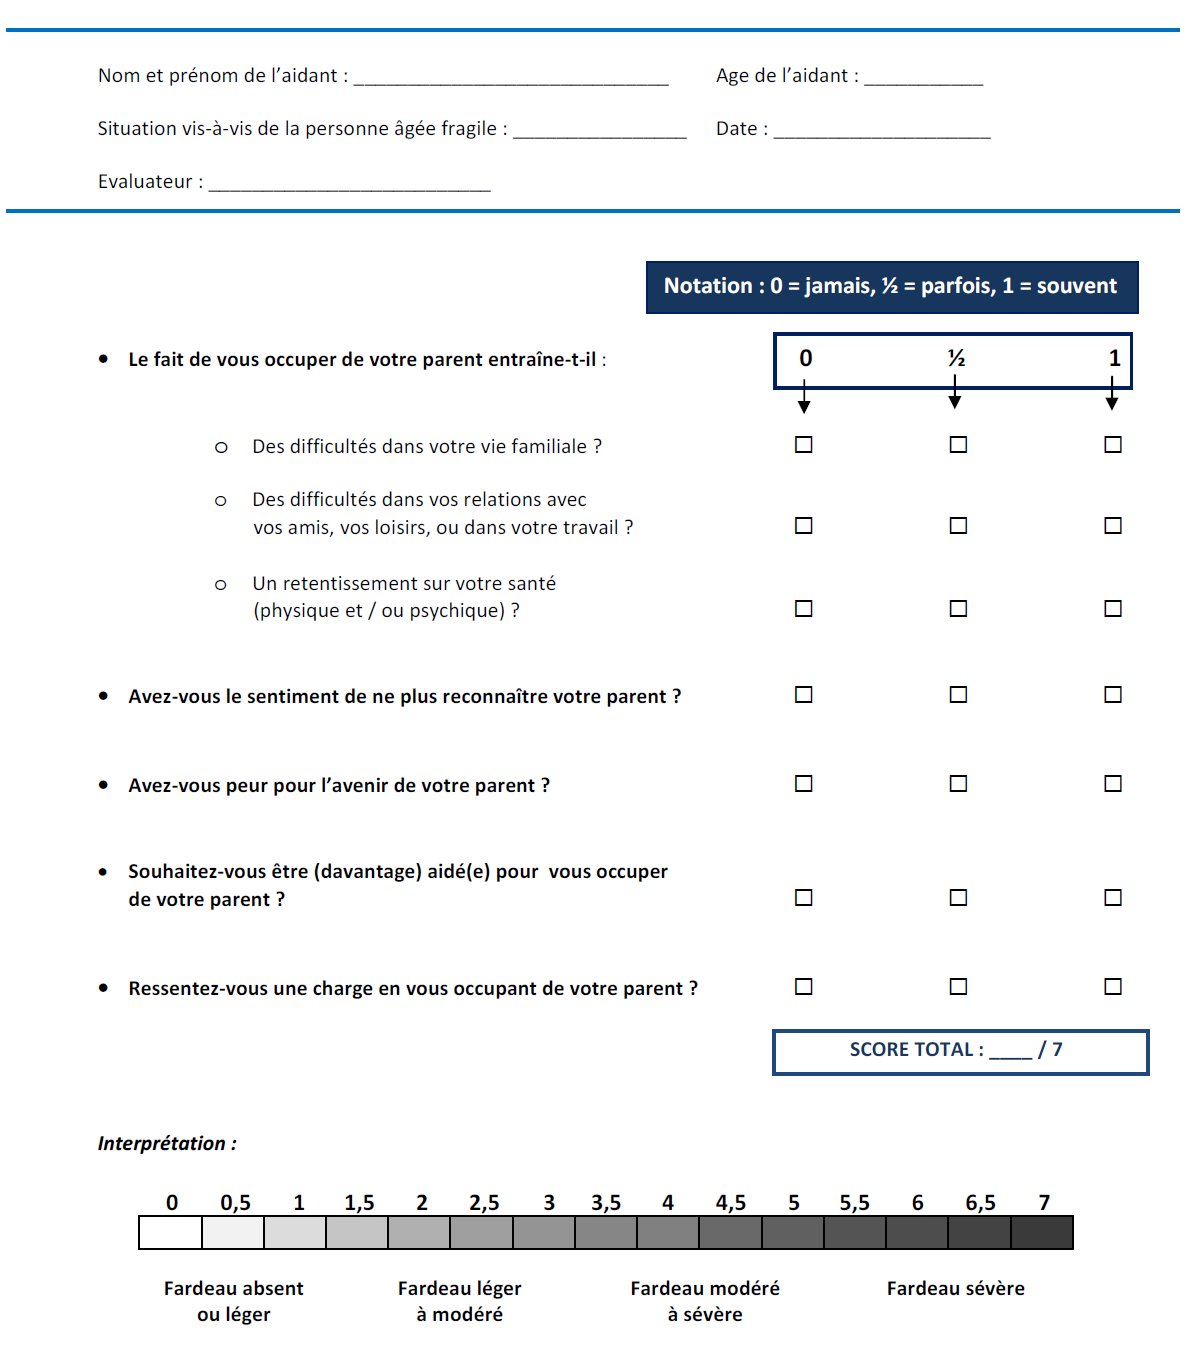 Nom et prénom de l'aidant : _____________________________ Age de l'aidant : ___________
Situation vis-à-vis de la personne âgée fragile : ________________ Date : ____________________
Evaluateur : __________________________
Notation : 0 = jamais, ½ = parfois, 1 = souvent
• Le fait de vous occuper de votre parent entraîne-t-il : 0 ½ 1
o Des difficultés dans votre vie familiale ? ☐ ☐ ☐
o Des difficultés dans vos relations avec
vos amis, vos loisirs, ou dans votre travail ? ☐ ☐ ☐
o Un retentissement sur votre santé
(physique et / ou psychique) ? ☐ ☐ ☐
• Avez-vous le sentiment de ne plus reconnaître votre parent ? ☐ ☐ ☐
• Avez-vous peur pour l'avenir de votre parent ? ☐ ☐ ☐
• Souhaitez-vous être (davantage) aidé(e) pour vous occuper
de votre parent ? ☐ ☐ ☐
• Ressentez-vous une charge en vous occupant de votre parent ? ☐ ☐ ☐
SCORE TOTAL : ____ / 7
Interprétation :
0 0,5 1 1,5 2 2,5 3 3,5 4 4,5 5 5,5 6 6,5 7
Fardeau absent Fardeau léger Fardeau modéré Fardeau sévère
ou léger à modéré à sévère